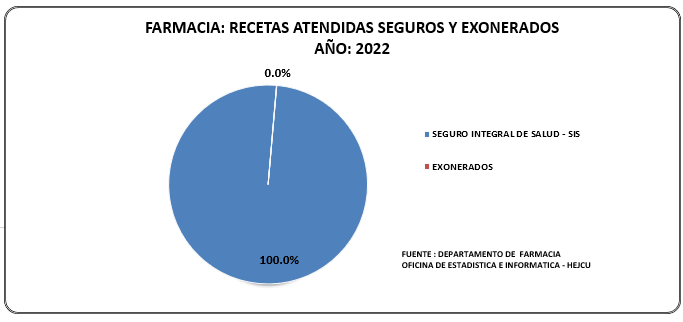 FARMACIA: RECETAS ATENDIDAS SEGUROS Y EXONERADOS
AÑO: 2022
0.0%
SEGURO INTEGRAL DE SALUD - SIS
EXONERADOS
100.0%
FUENTE : DEPARTAMENTO DE FARMACIA
OFICINA DE ESTADISTICA E INFORMATICA - HEJCU